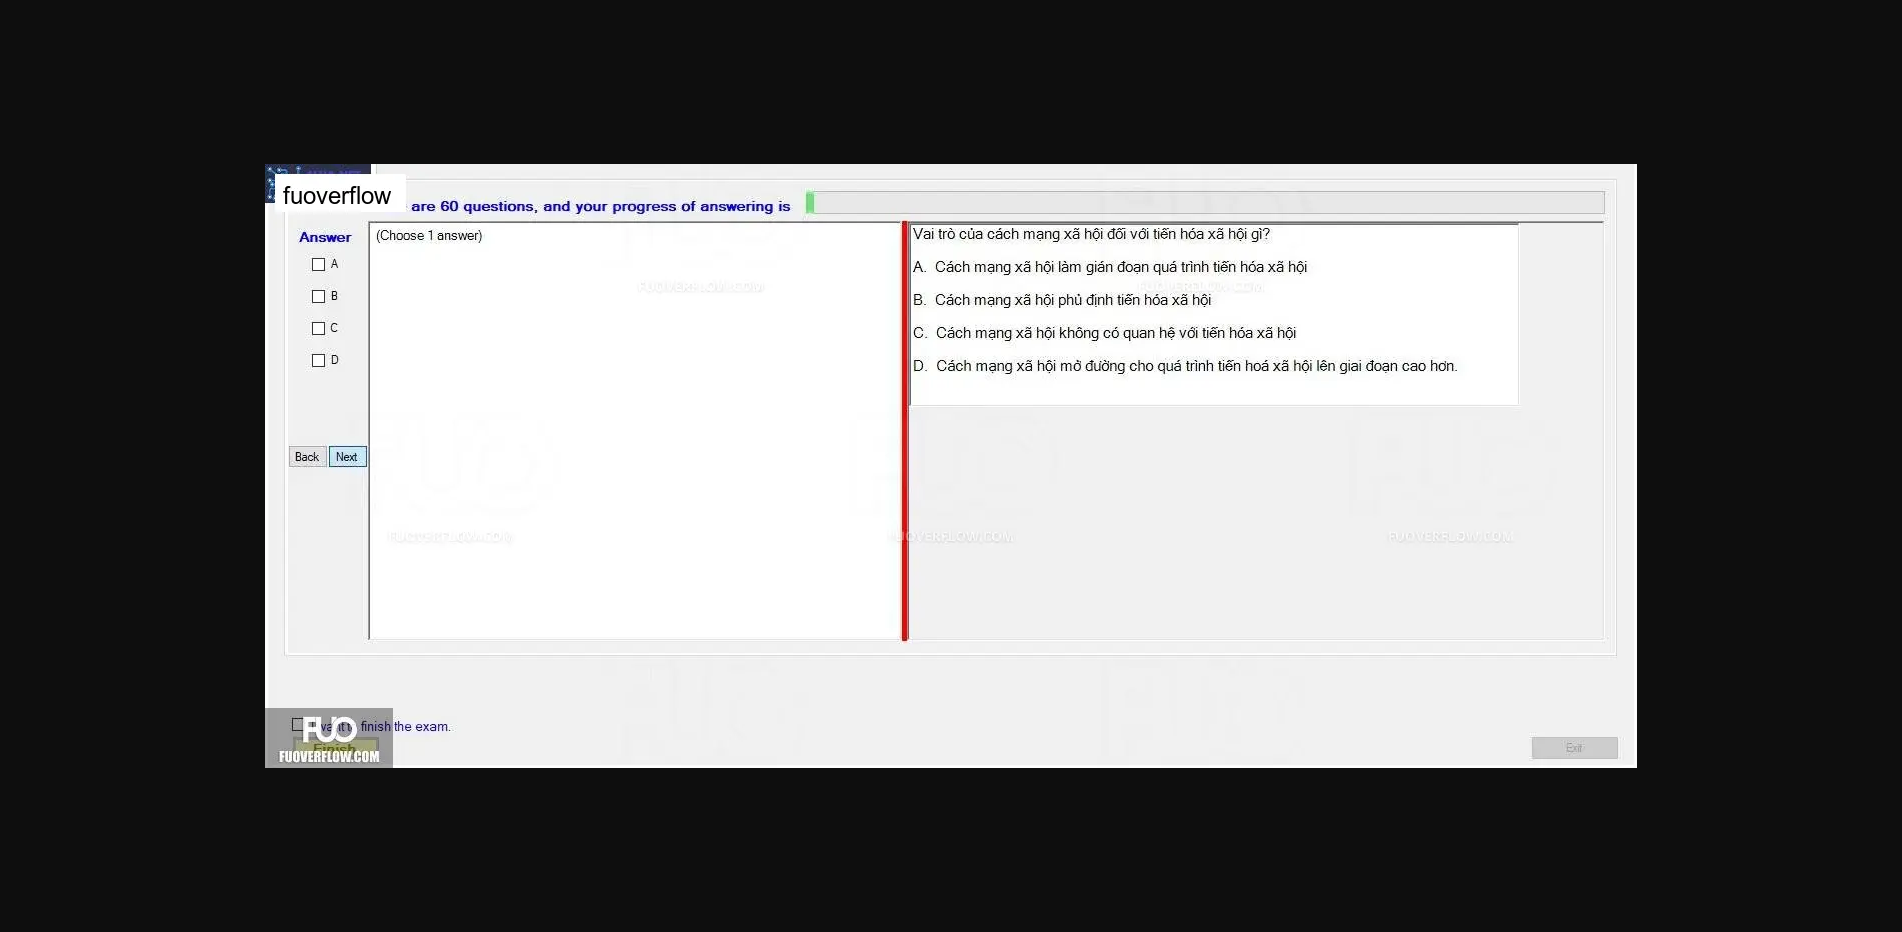 fuoverflow
are 60 questions, and your progress of answering is
Answer
(Choose 1 answer)
A
B
C
D
Back
Next
Vai trò của cách mạng xã hội đối với tiến hóa xã hội gì?
A. Cách mạng xã hội làm gián đoạn quá trình tiến hóa xã hội
B. Cách mạng xã hội phủ định tiến hóa xã hội
C. Cách mạng xã hội không có quan hệ với tiến hóa xã hội
D. Cách mạng xã hội mở đường cho quá trình tiến hoá xã hội lên giai đoạn cao hơn.
FUOVERFLOW.COM
FUOVERFLOW.COM
FUOVERFLOW.COM
FUOVERFLOW.COM
FUOVERFLOW.COM
I want to finish the exam.
FUO
Finish
FUOVERFLOW.COM
Exit